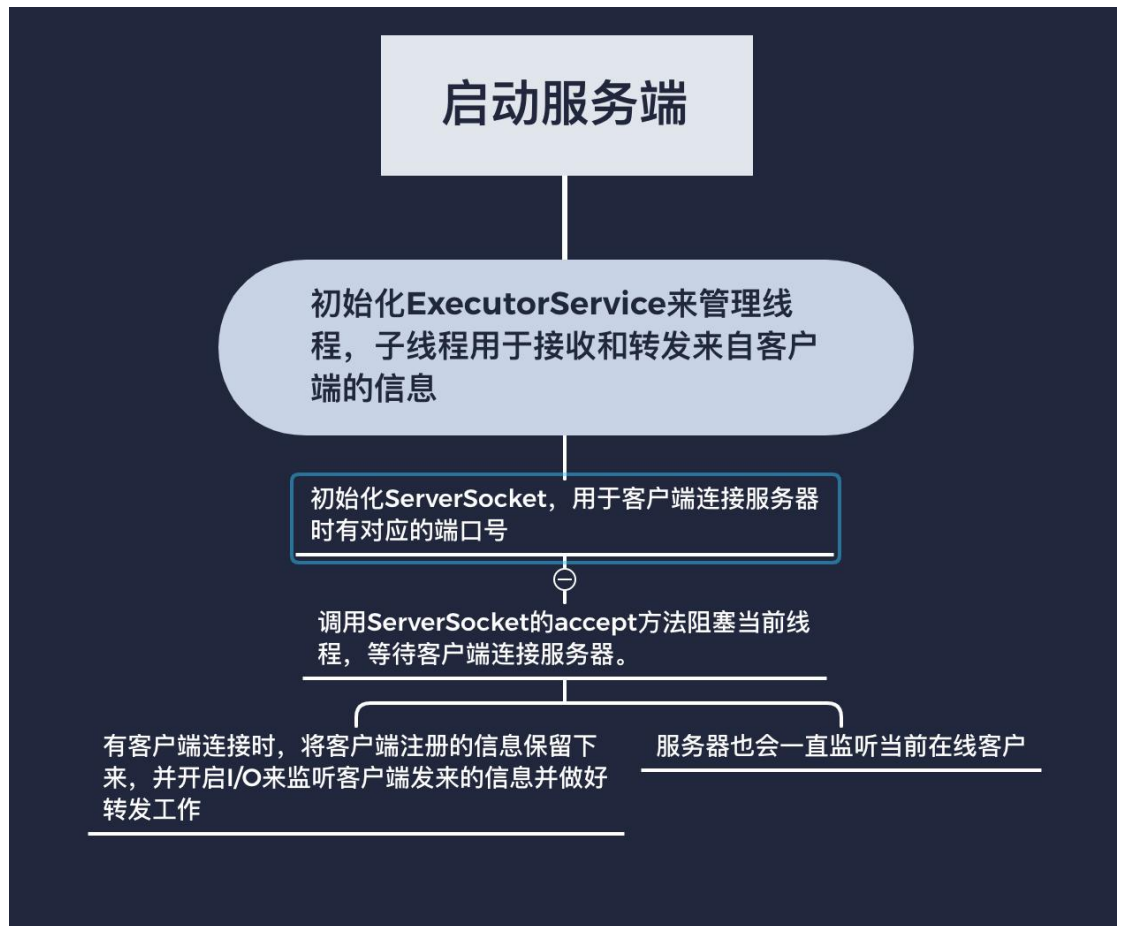 启动服务端
初始化ExecutorService来管理线
程，子线程用于接收和转发来自客户
端的信息
初始化ServerSocket，用于客户端连接服务器
时有对应的端口号
调用ServerSocket的accept方法阻塞当前线
程，等待客户端连接服务器。
有客户端连接时，将客户端注册的信息保留下
来，并开启I/O来监听客户端发来的信息并做好
转发工作
服务器也会一直监听当前在线客户